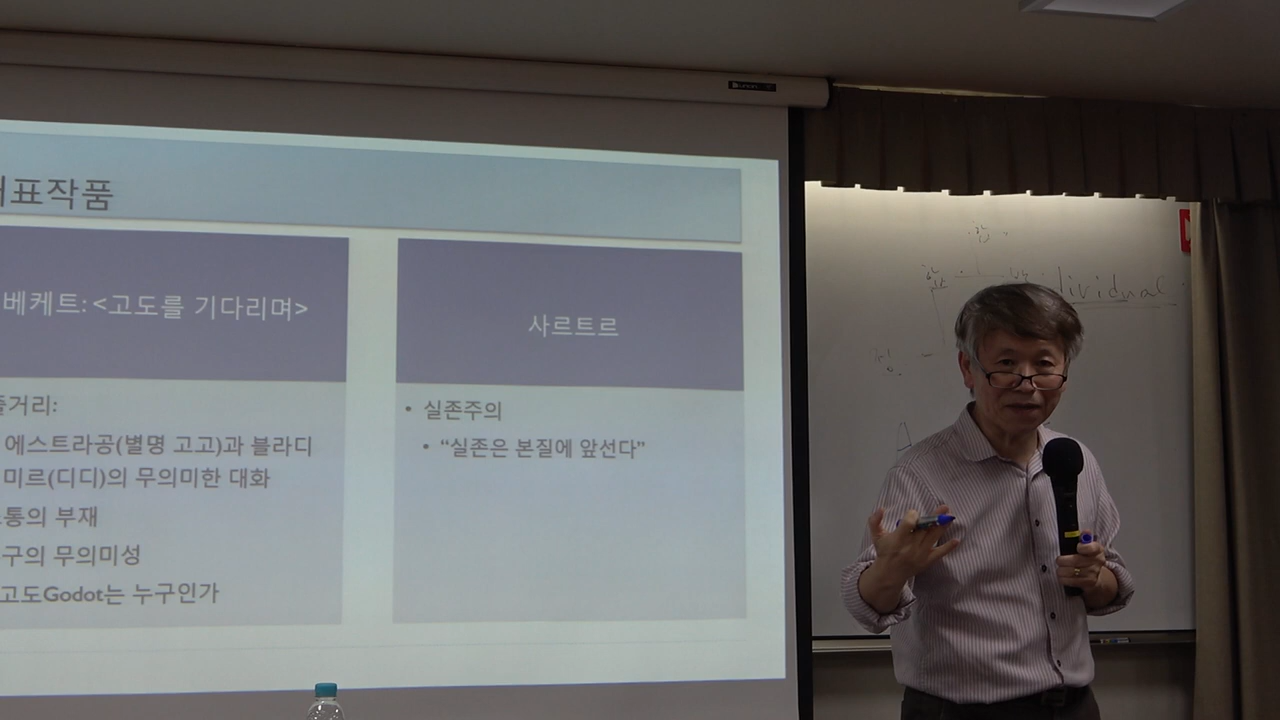 표작품
베케트: <고도를 기다리며>
사르트르
줄거리:
에스트라공(별명 고고)과 블라디
미르(디디)의 무의미한 대화
통의 부재
구의 무의미성
고도Godot는 누구인가
• 실존주의
• “실존은 본질에 앞선다”
dividual